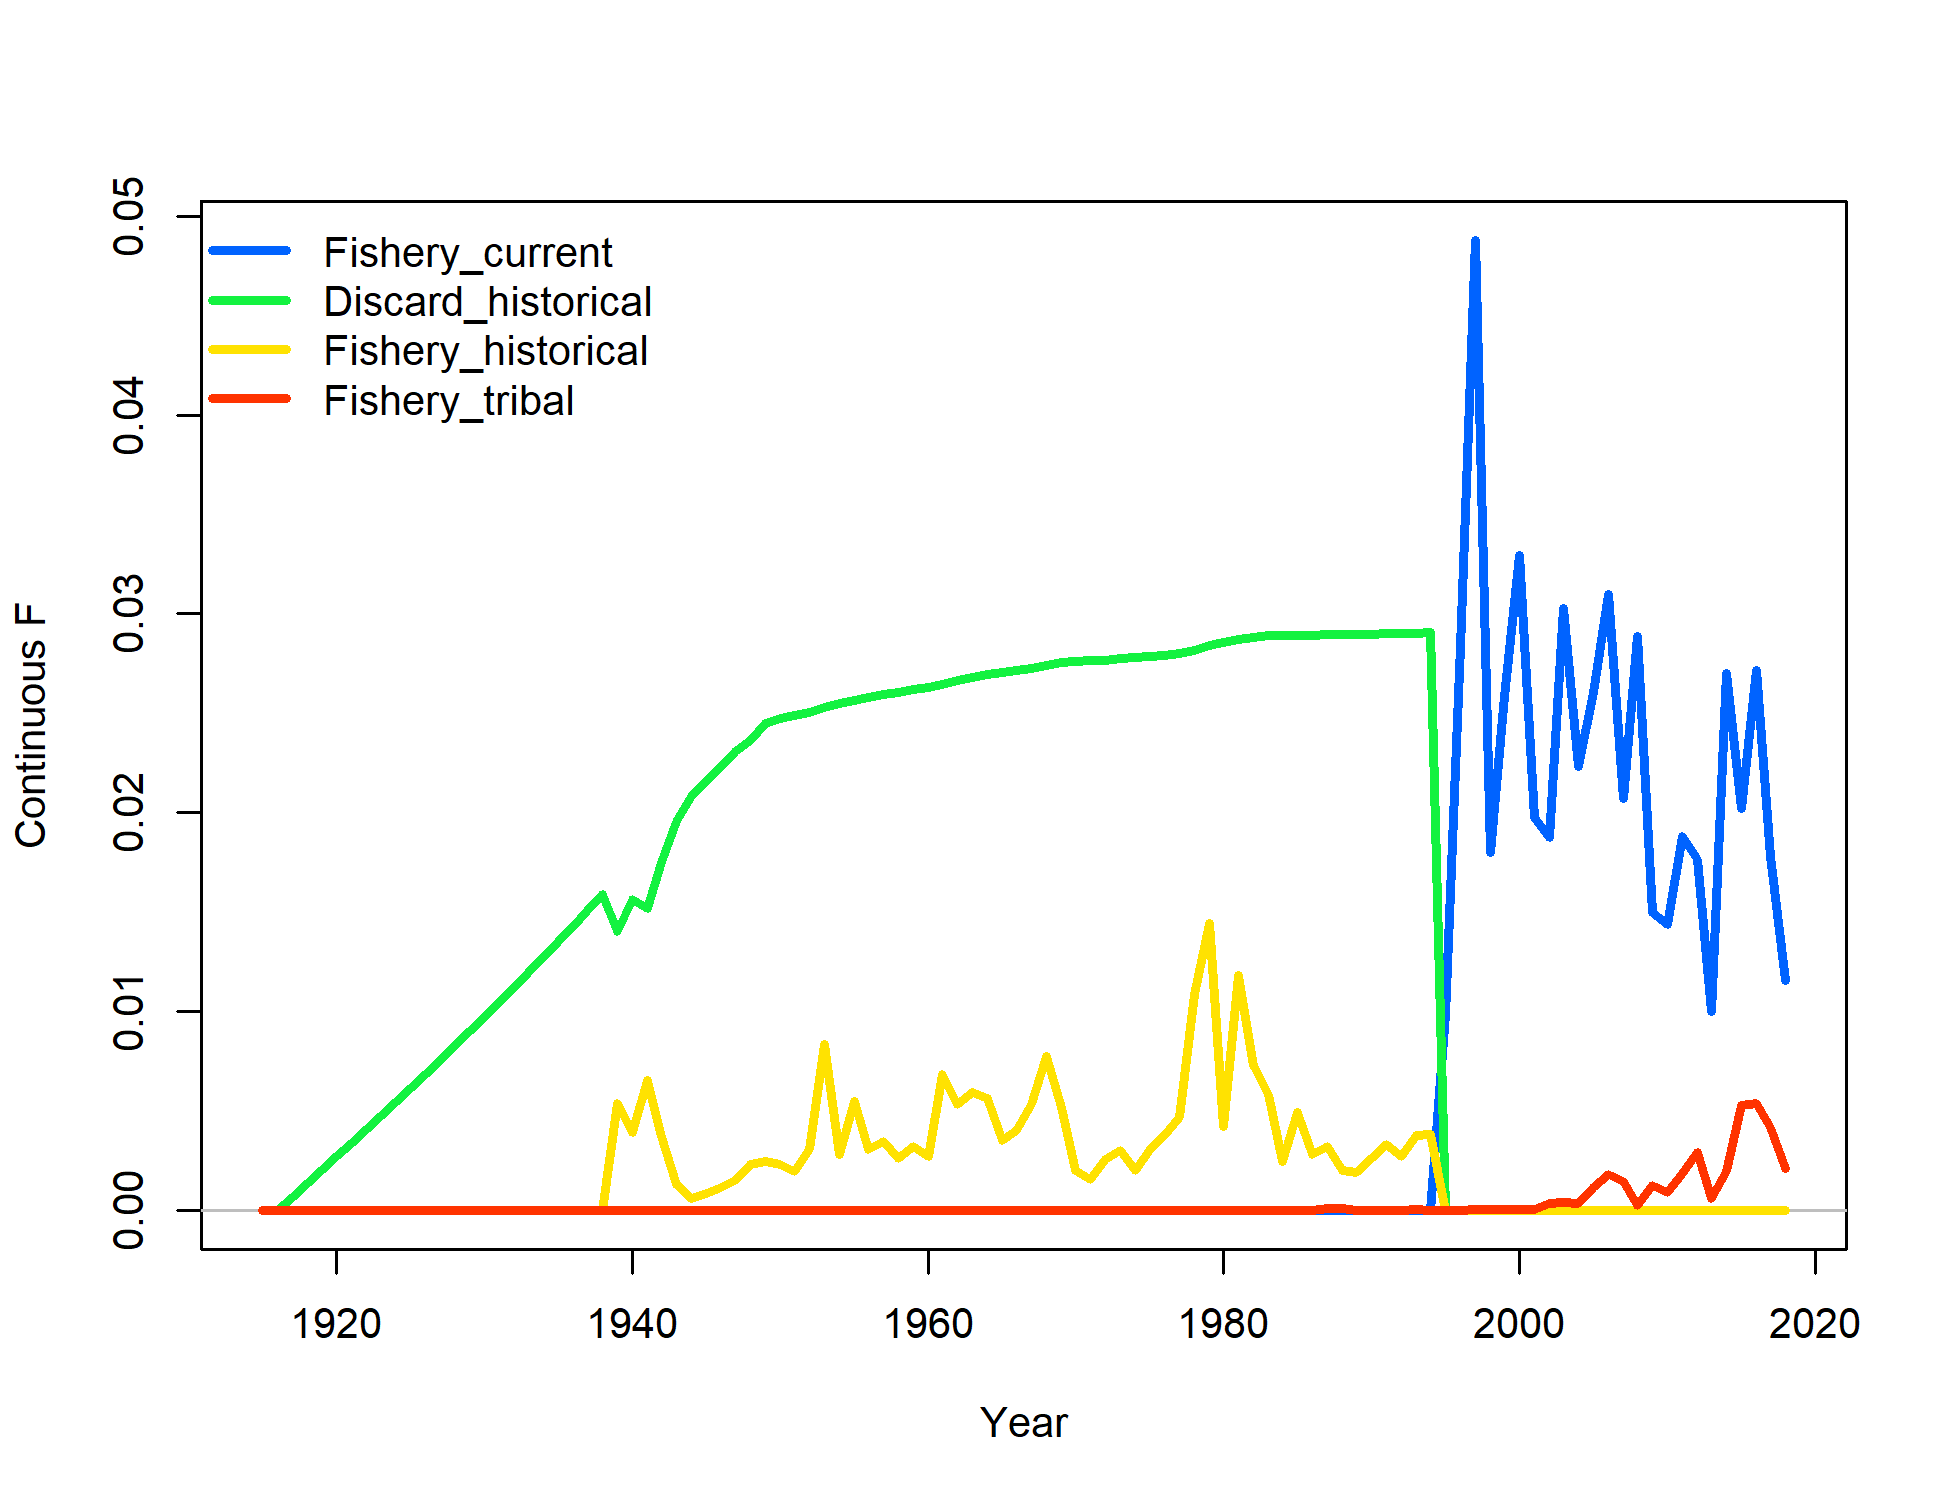 Fishery_current
Discard_historical
Fishery_historical
Fishery_tribal
0.05
0.04
0.03
0.02
0.01
0.00
Continuous F
1920 1940 1960 1980 2000 2020
Year